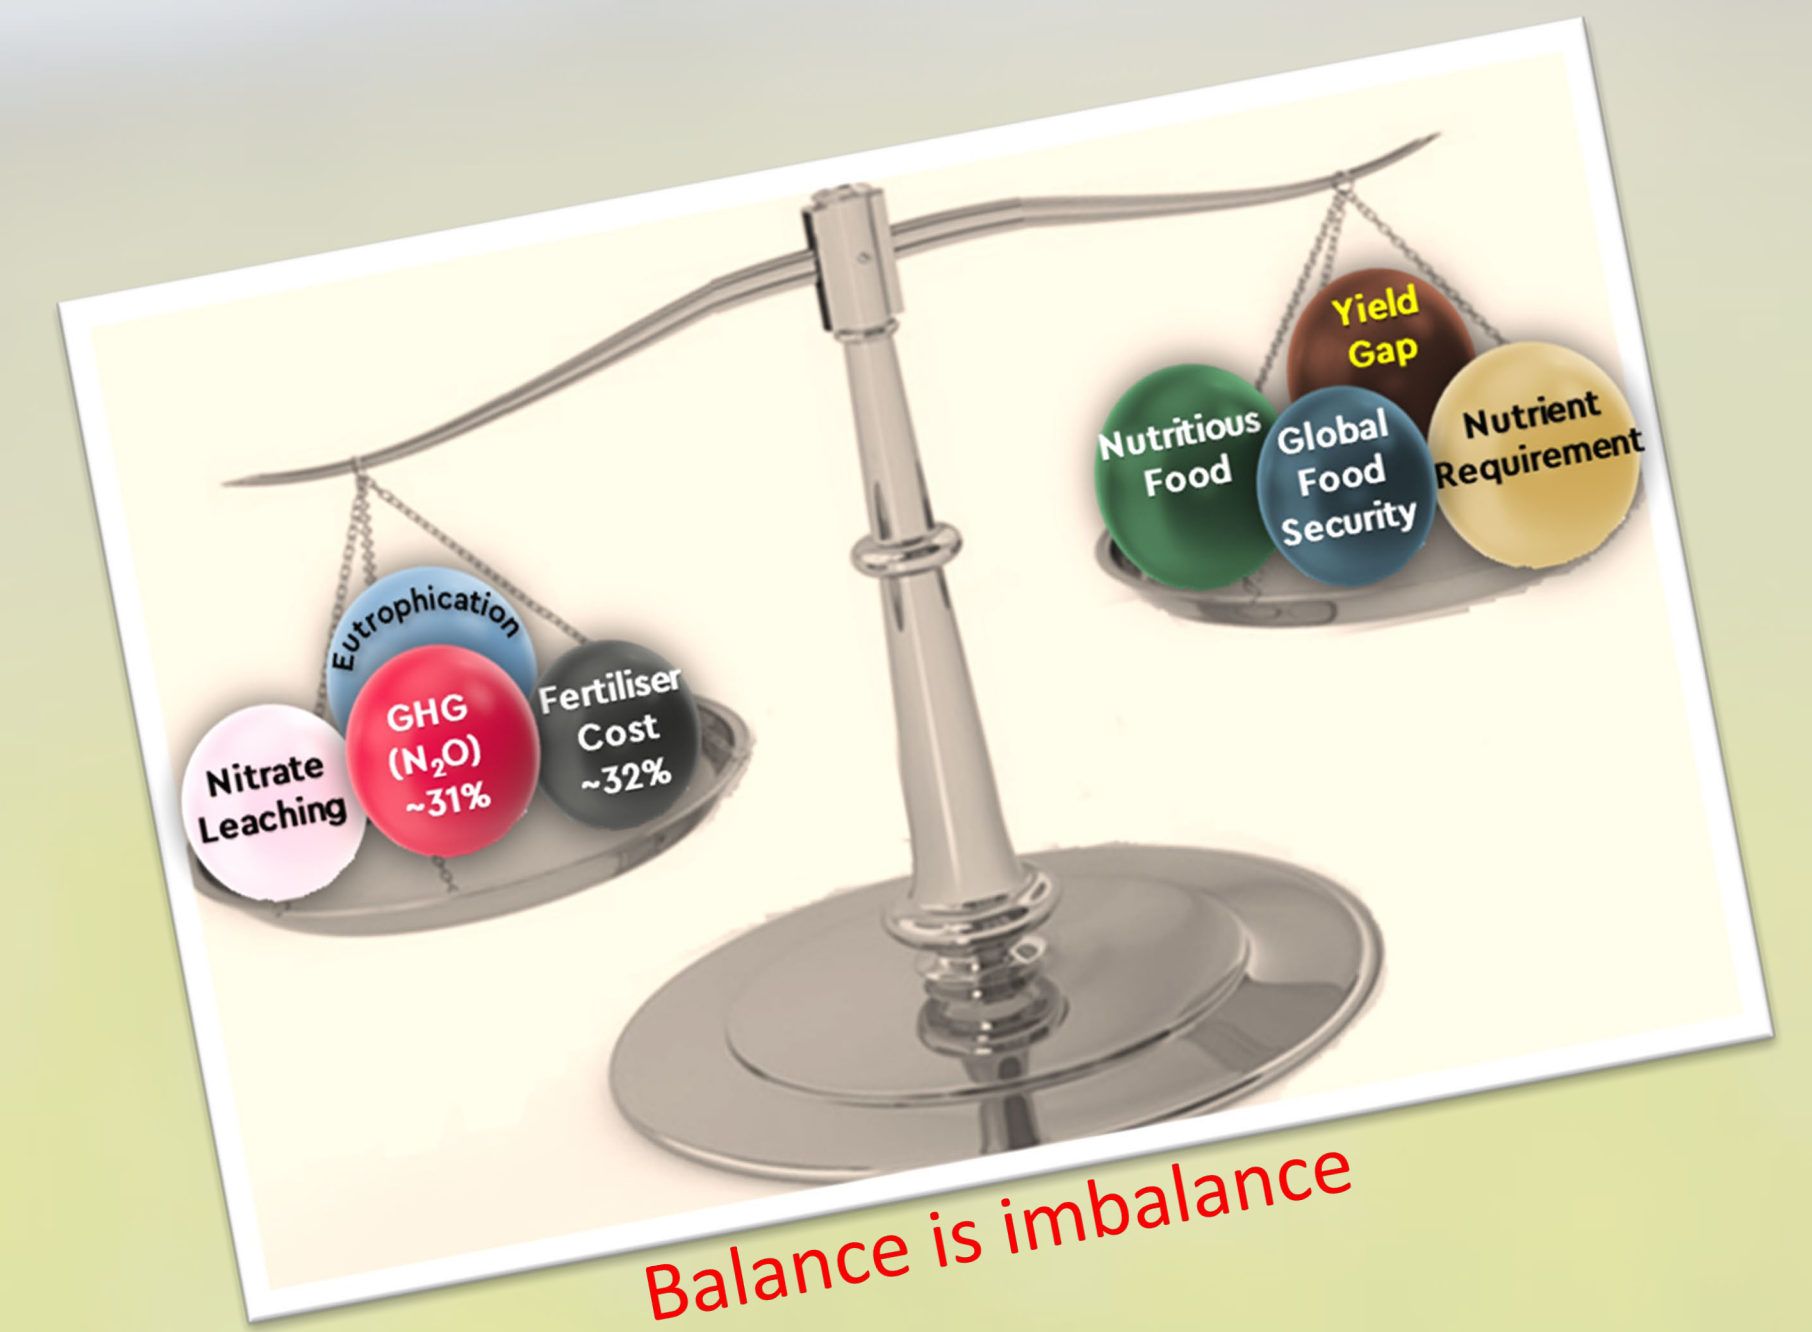 Eutrophication
GHG
(N₂O)
~31%
Fertiliser
Cost
~32%
Nitrate
Leaching
Yield
Gap
Nutritious
Food
Global
Food
Security
Nutrient
Requirement
Balance is imbalance